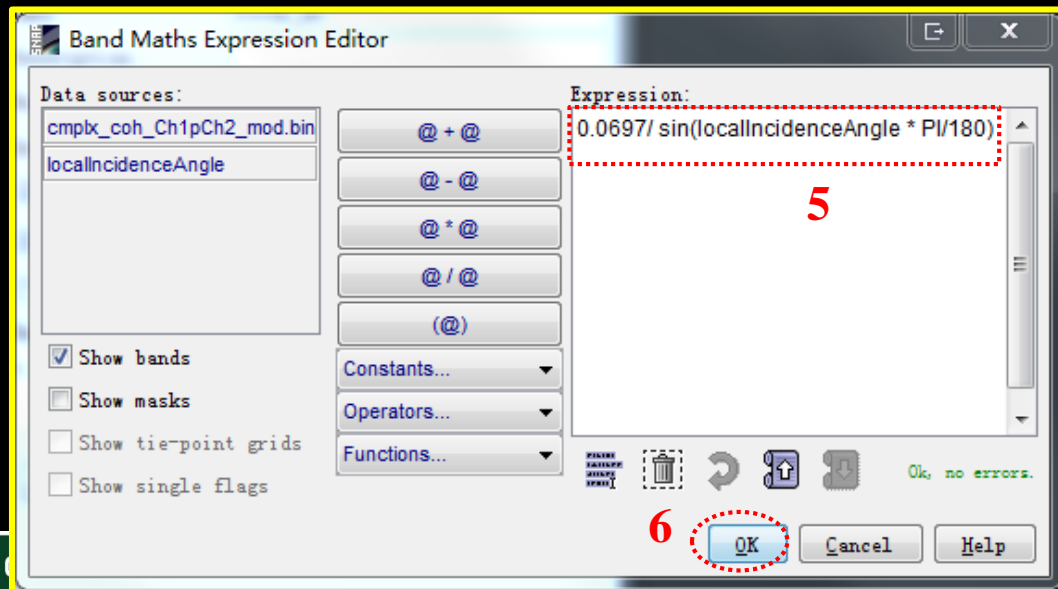 SNAP
Band Maths Expression Editor
Data sources:
cmplx_coh_Ch1pCh2_mod.bin
localIncidenceAngle
@ + @
@ - @
@ * @
@ / @
(@)
Constants...
Operators...
Functions...
Show bands
Show masks
Show tie-point grids
Show single flags
Expression:
0.0697/ sin(localIncidenceAngle * PI/180)
5
Ok, no errors.
6
OK
Cancel
Help